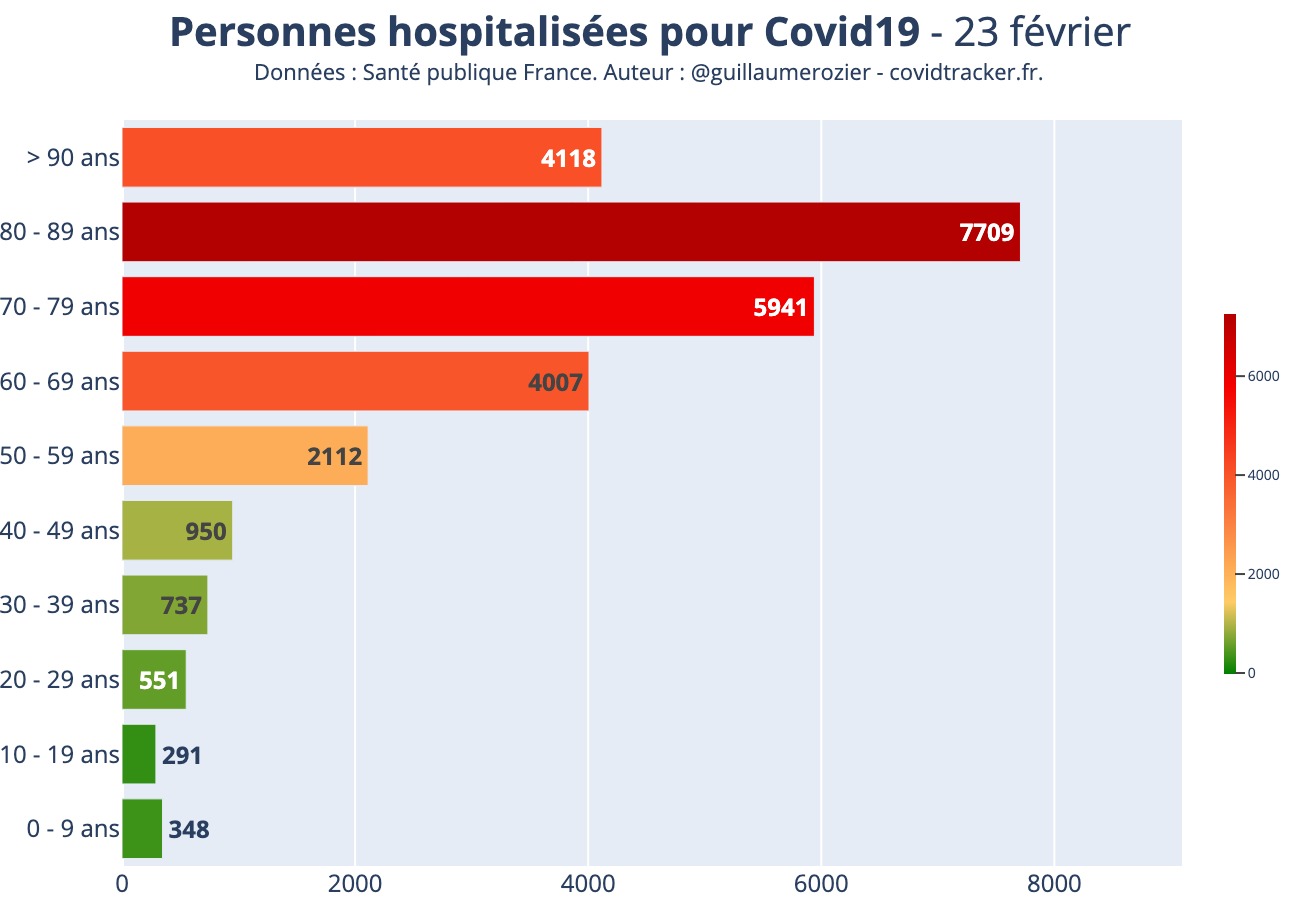 Personnes hospitalisées pour Covid19 - 23 février
Données : Santé publique France. Auteur : @guillaumerozier - covidtracker.fr.
> 90 ans 4118
80 - 89 ans 7709
70 - 79 ans 5941
60 - 69 ans 4007
50 - 59 ans 2112
40 - 49 ans 950
30 - 39 ans 737
20 - 29 ans 551
10 - 19 ans 291
0 - 9 ans 348
0 2000 4000 6000 8000
6000
4000
2000
0